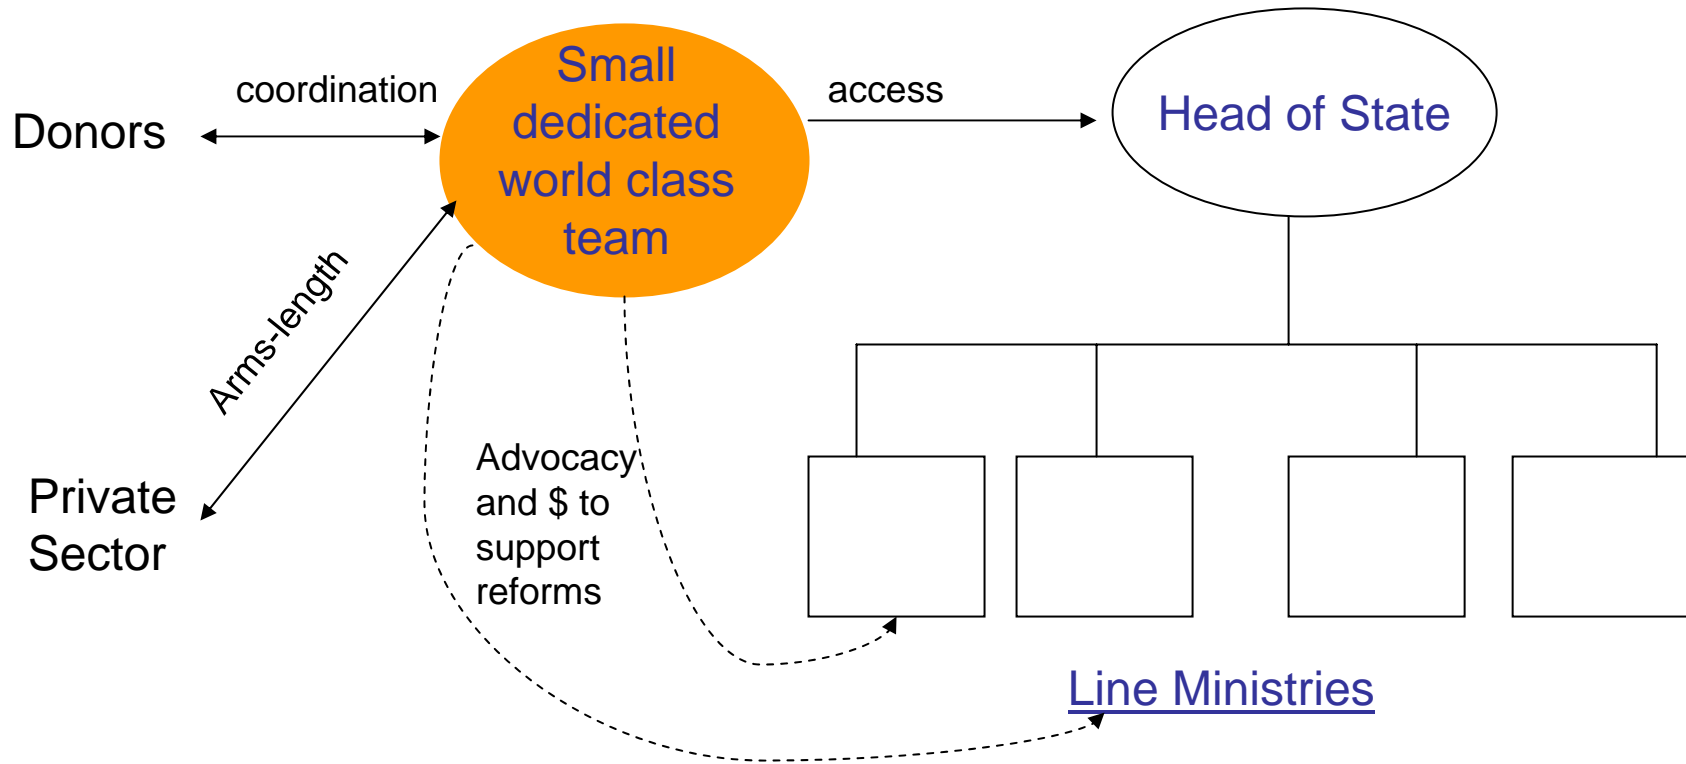 coordination
Donors
Small
dedicated
world class
team
access
Head of State
Arms-length
Private
Sector
Advocacy
and $ to
support
reforms
Line Ministries